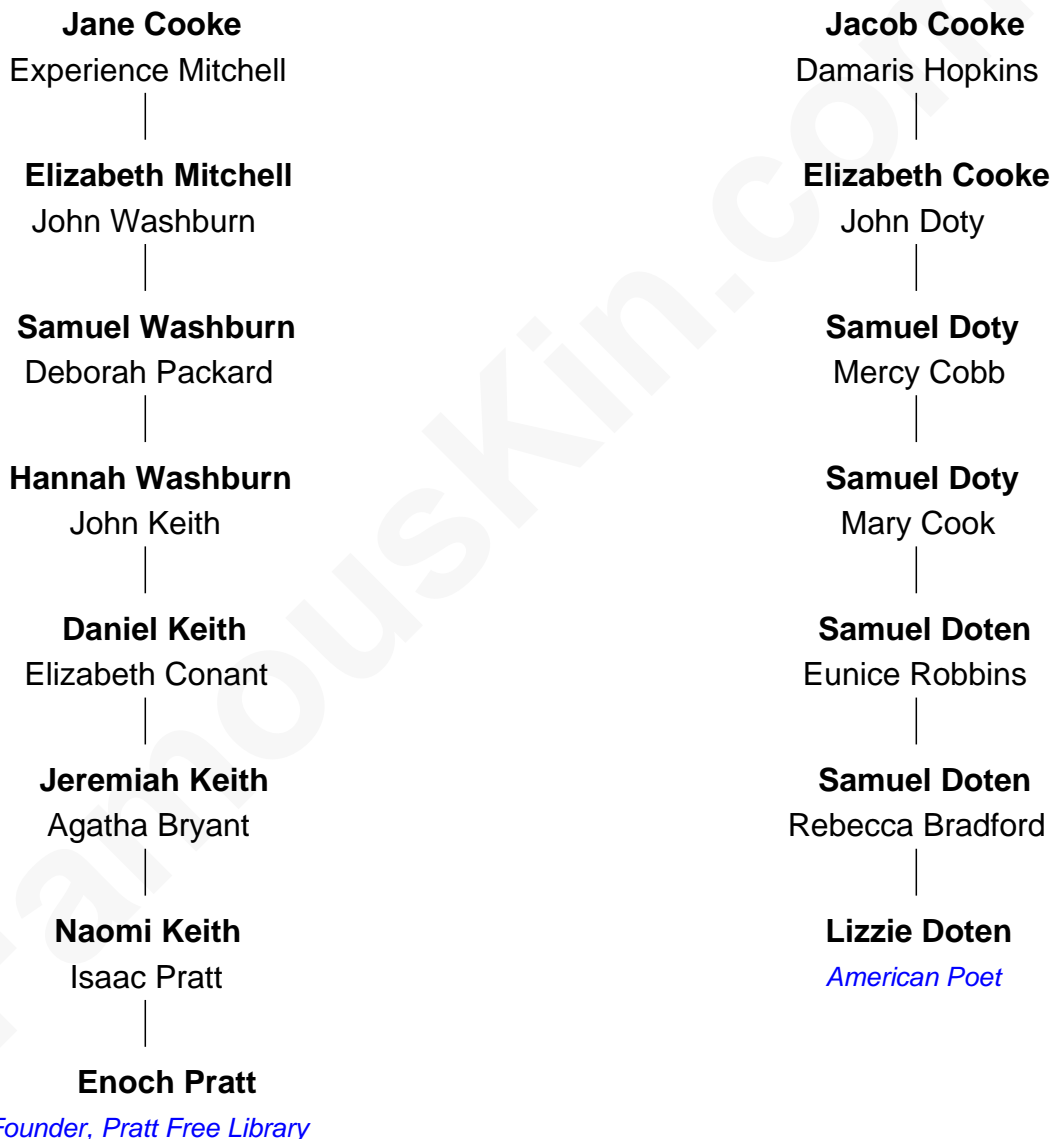 Jane Cooke
Experience Mitchell
Elizabeth Mitchell
John Washburn
Samuel Washburn
Deborah Packard
Hannah Washburn
John Keith
Daniel Keith
Elizabeth Conant
Jeremiah Keith
Agatha Bryant
Naomi Keith
Isaac Pratt
Enoch Pratt
Founder, Pratt Free Library
Jacob Cooke
Damaris Hopkins
Elizabeth Cooke
John Doty
Samuel Doty
Mercy Cobb
Samuel Doty
Mary Cook
Samuel Doten
Eunice Robbins
Samuel Doten
Rebecca Bradford
Lizzie Doten
American Poet
FamousKin.com